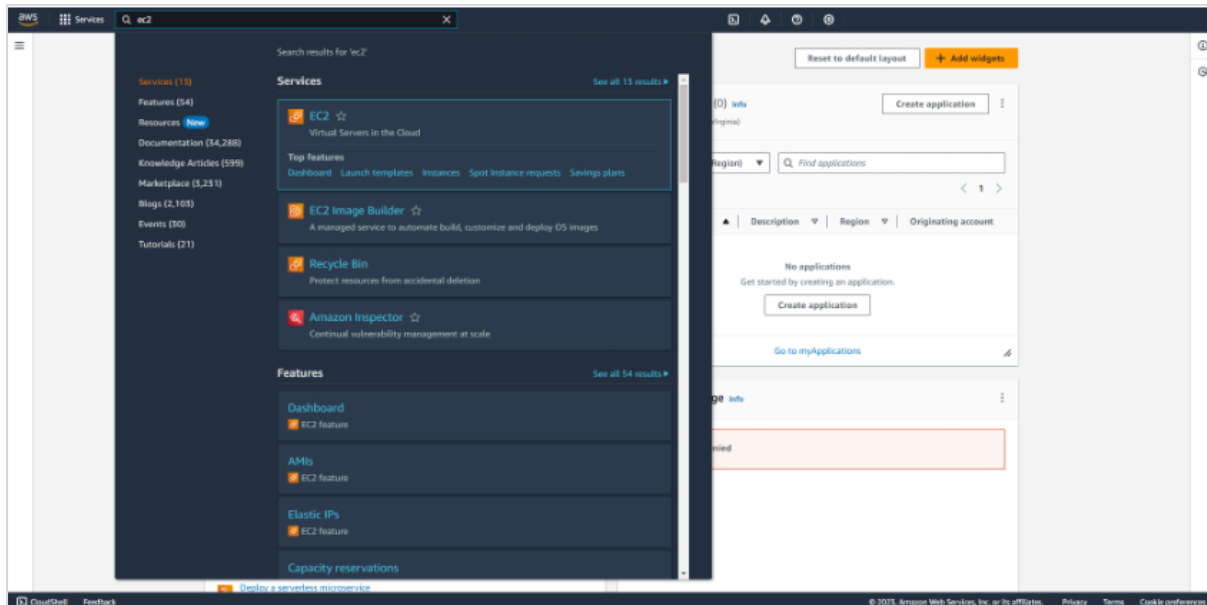 aws
Services
ec2
Search results for 'ec2'
Services (13)
Features (54)
Resources New
Documentation (34,288)
Knowledge Articles (599)
Marketplace (3,231)
Blogs (2,103)
Events (30)
Tutorials (21)
Services
See all 13 results
EC2
Virtual Servers in the Cloud
Top features
Dashboard Launch templates Instances Spot Instance requests Savings plans
EC2 Image Builder
A managed service to automate build, customize and deploy OS images
Recycle Bin
Protect resources from accidental deletion
Amazon Inspector
Continual vulnerability management at scale
Features
See all 54 results
Dashboard
EC2 feature
AMIs
EC2 feature
Elastic IPs
EC2 feature
Capacity reservations
Reset to default layout
+ Add widgets
(0) Info
Create application
Region)
Find applications
1
Description Region Originating account
No applications
Get started by creating an application.
Create application
Go to myApplications
ge Info
nied
Deploy a serverless microservice
CloudShell Feedback
© 2023, Amazon Web Services, Inc. or its affiliates. Privacy Terms Cookie preferences